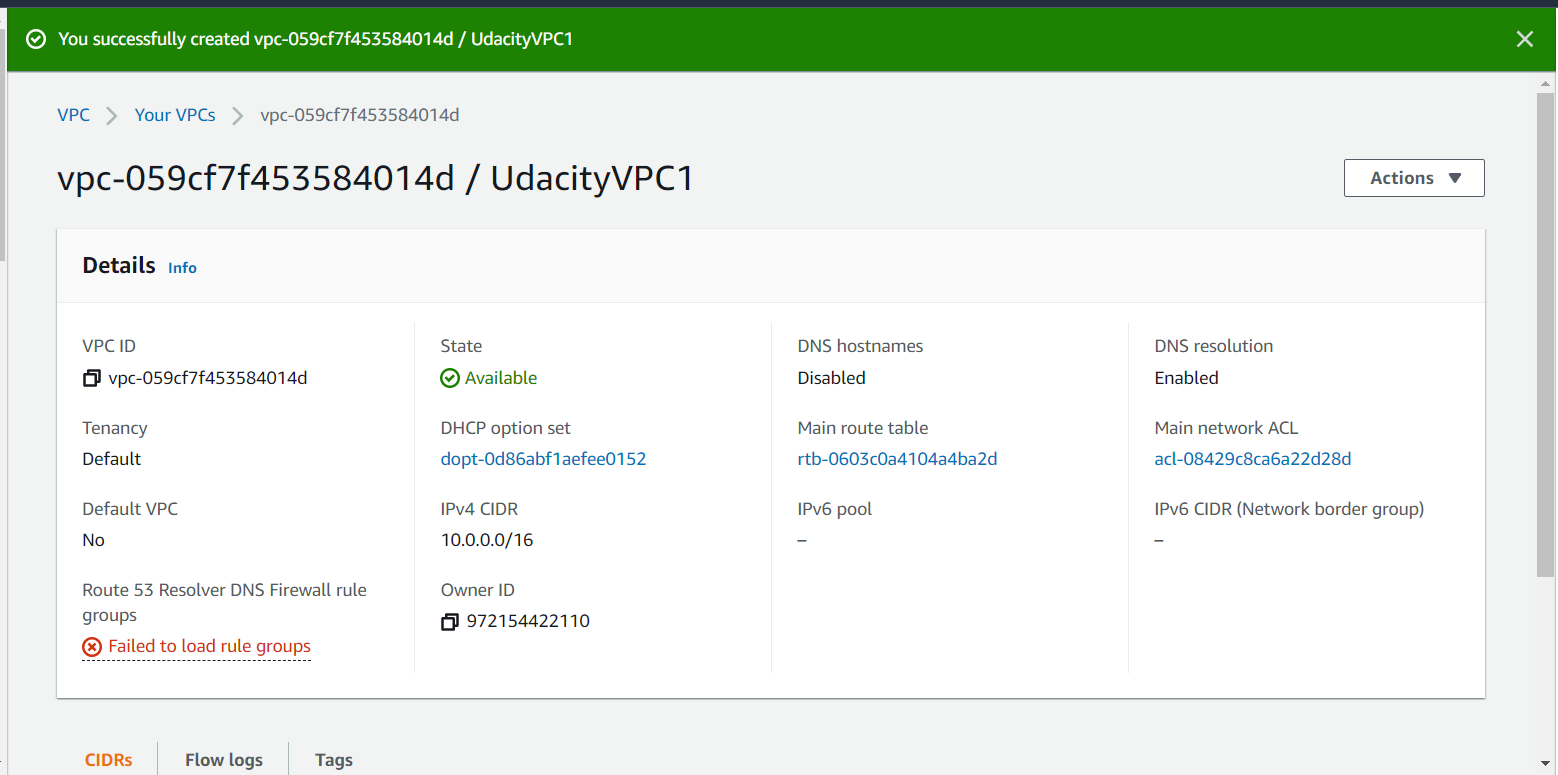 You successfully created vpc-059cf7f453584014d / UdacityVPC1
VPC > Your VPCs > vpc-059cf7f453584014d
vpc-059cf7f453584014d / UdacityVPC1
Actions
Details Info
VPC ID
vpc-059cf7f453584014d
State
Available
DNS hostnames
Disabled
DNS resolution
Enabled
Tenancy
Default
DHCP option set
dopt-0d86abf1aefee0152
Main route table
rtb-0603c0a4104a4ba2d
Main network ACL
acl-08429c8ca6a22d28d
Default VPC
No
IPv4 CIDR
10.0.0.0/16
IPv6 pool
–
IPv6 CIDR (Network border group)
–
Route 53 Resolver DNS Firewall rule
groups
Failed to load rule groups
Owner ID
972154422110
CIDRs
Flow logs
Tags